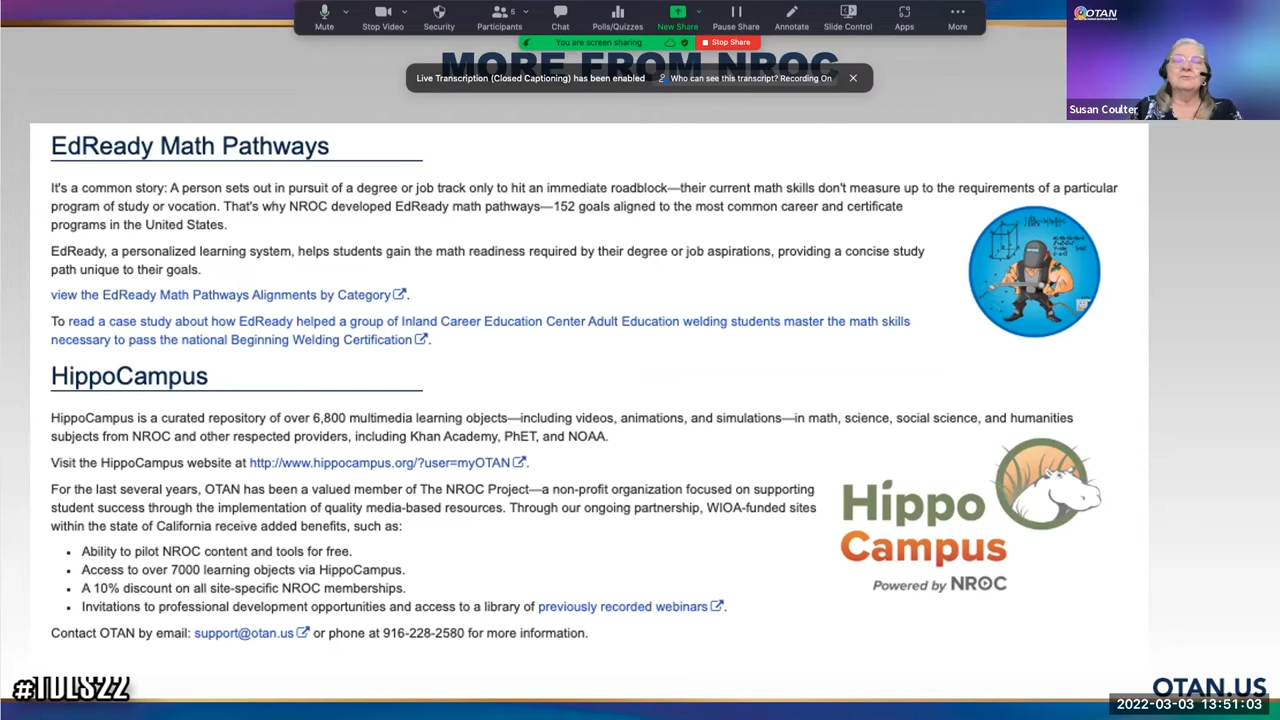 Mute
Stop Video
Security
Participants
5
Chat
Polls/Quizzes
New Share
Pause Share
Annotate
Slide Control
Apps
More
You are screen sharing
Stop Share
MORE FROM NROC
Live Transcription (Closed Captioning) has been enabled
Who can see this transcript? Recording On
OTAN
Susan Coulter
EdReady Math Pathways
It's a common story: A person sets out in pursuit of a degree or job track only to hit an immediate roadblock—their current math skills don't measure up to the requirements of a particular
program of study or vocation. That's why NROC developed EdReady math pathways—152 goals aligned to the most common career and certificate
programs in the United States.
EdReady, a personalized learning system, helps students gain the math readiness required by their degree or job aspirations, providing a concise study
path unique to their goals.
view the EdReady Math Pathways Alignments by Category.
To read a case study about how EdReady helped a group of Inland Career Education Center Adult Education welding students master the math skills
necessary to pass the national Beginning Welding Certification.
HippoCampus
HippoCampus is a curated repository of over 6,800 multimedia learning objects—including videos, animations, and simulations—in math, science, social science, and humanities
subjects from NROC and other respected providers, including Khan Academy, PhET, and NOAA.
Visit the HippoCampus website at http://www.hippocampus.org/?user=myOTAN.
For the last several years, OTAN has been a valued member of The NROC Project—a non-profit organization focused on supporting
student success through the implementation of quality media-based resources. Through our ongoing partnership, WIOA-funded sites
within the state of California receive added benefits, such as:
• Ability to pilot NROC content and tools for free.
• Access to over 7000 learning objects via HippoCampus.
• A 10% discount on all site-specific NROC memberships.
• Invitations to professional development opportunities and access to a library of previously recorded webinars.
Contact OTAN by email: support@otan.us or phone at 916-228-2580 for more information.
Hippo
Campus
Powered by NROC
#TDLS22
OTAN.US
2022-03-03 13:51:03